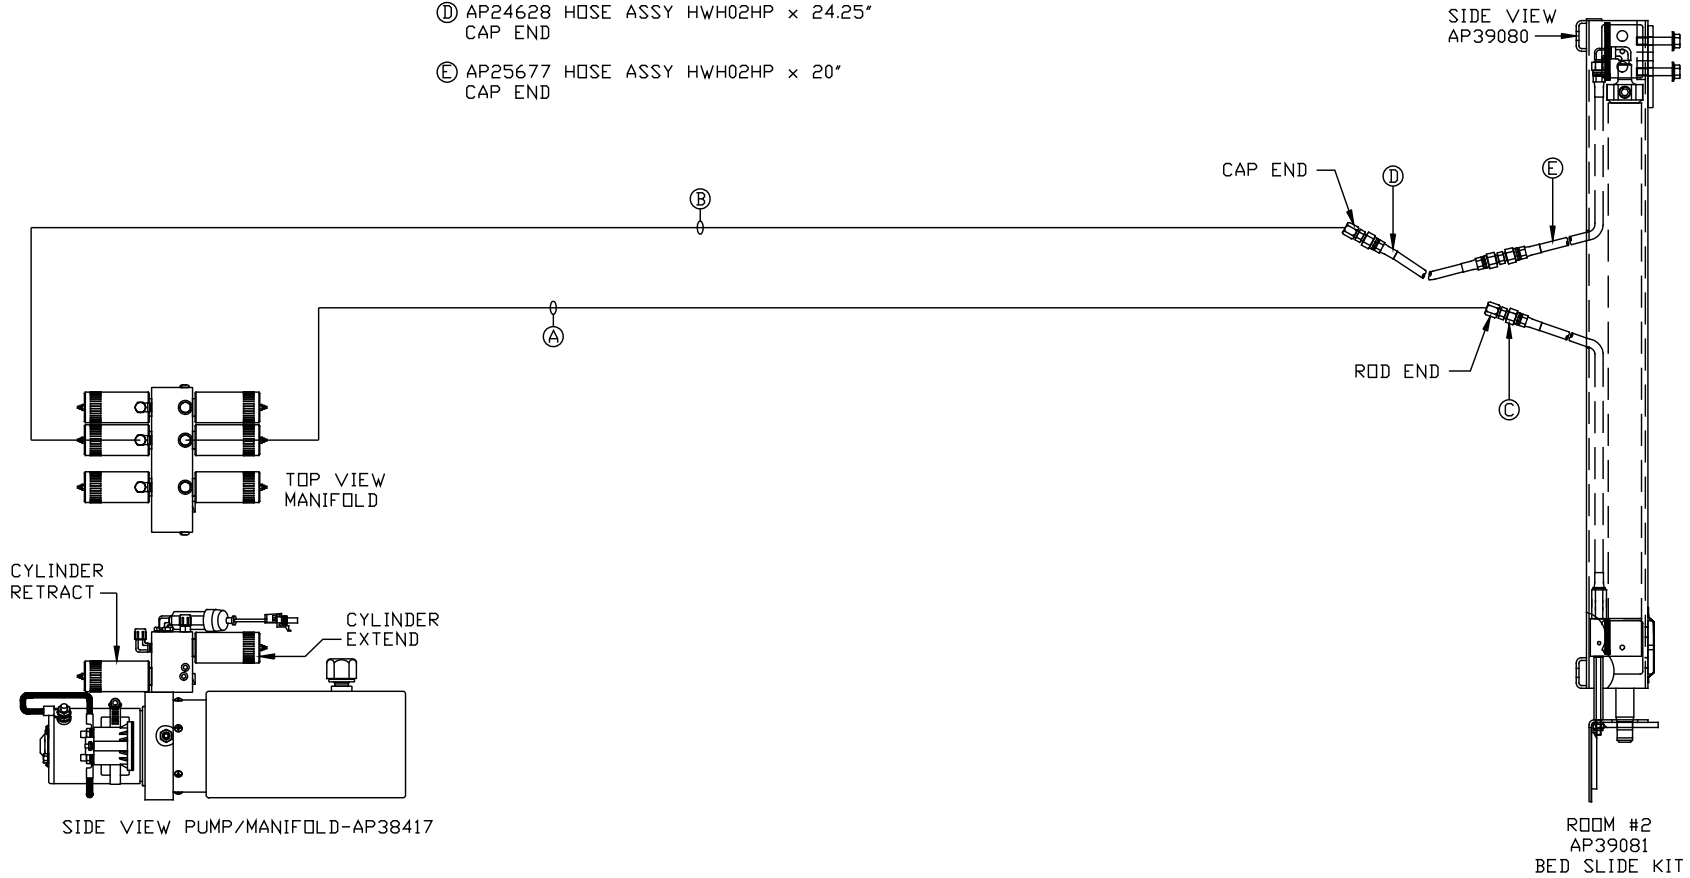 Ⓓ AP24628 HOSE ASSY HWH02HP x 24.25"
CAP END
Ⓔ AP25677 HOSE ASSY HWH02HP x 20"
CAP END
SIDE VIEW
AP39080
CAP END
D
E
B
A
ROD END
C
TOP VIEW
MANIFOLD
CYLINDER
RETRACT
CYLINDER
EXTEND
SIDE VIEW PUMP/MANIFOLD-AP38417
ROOM #2
AP39081
BED SLIDE KIT